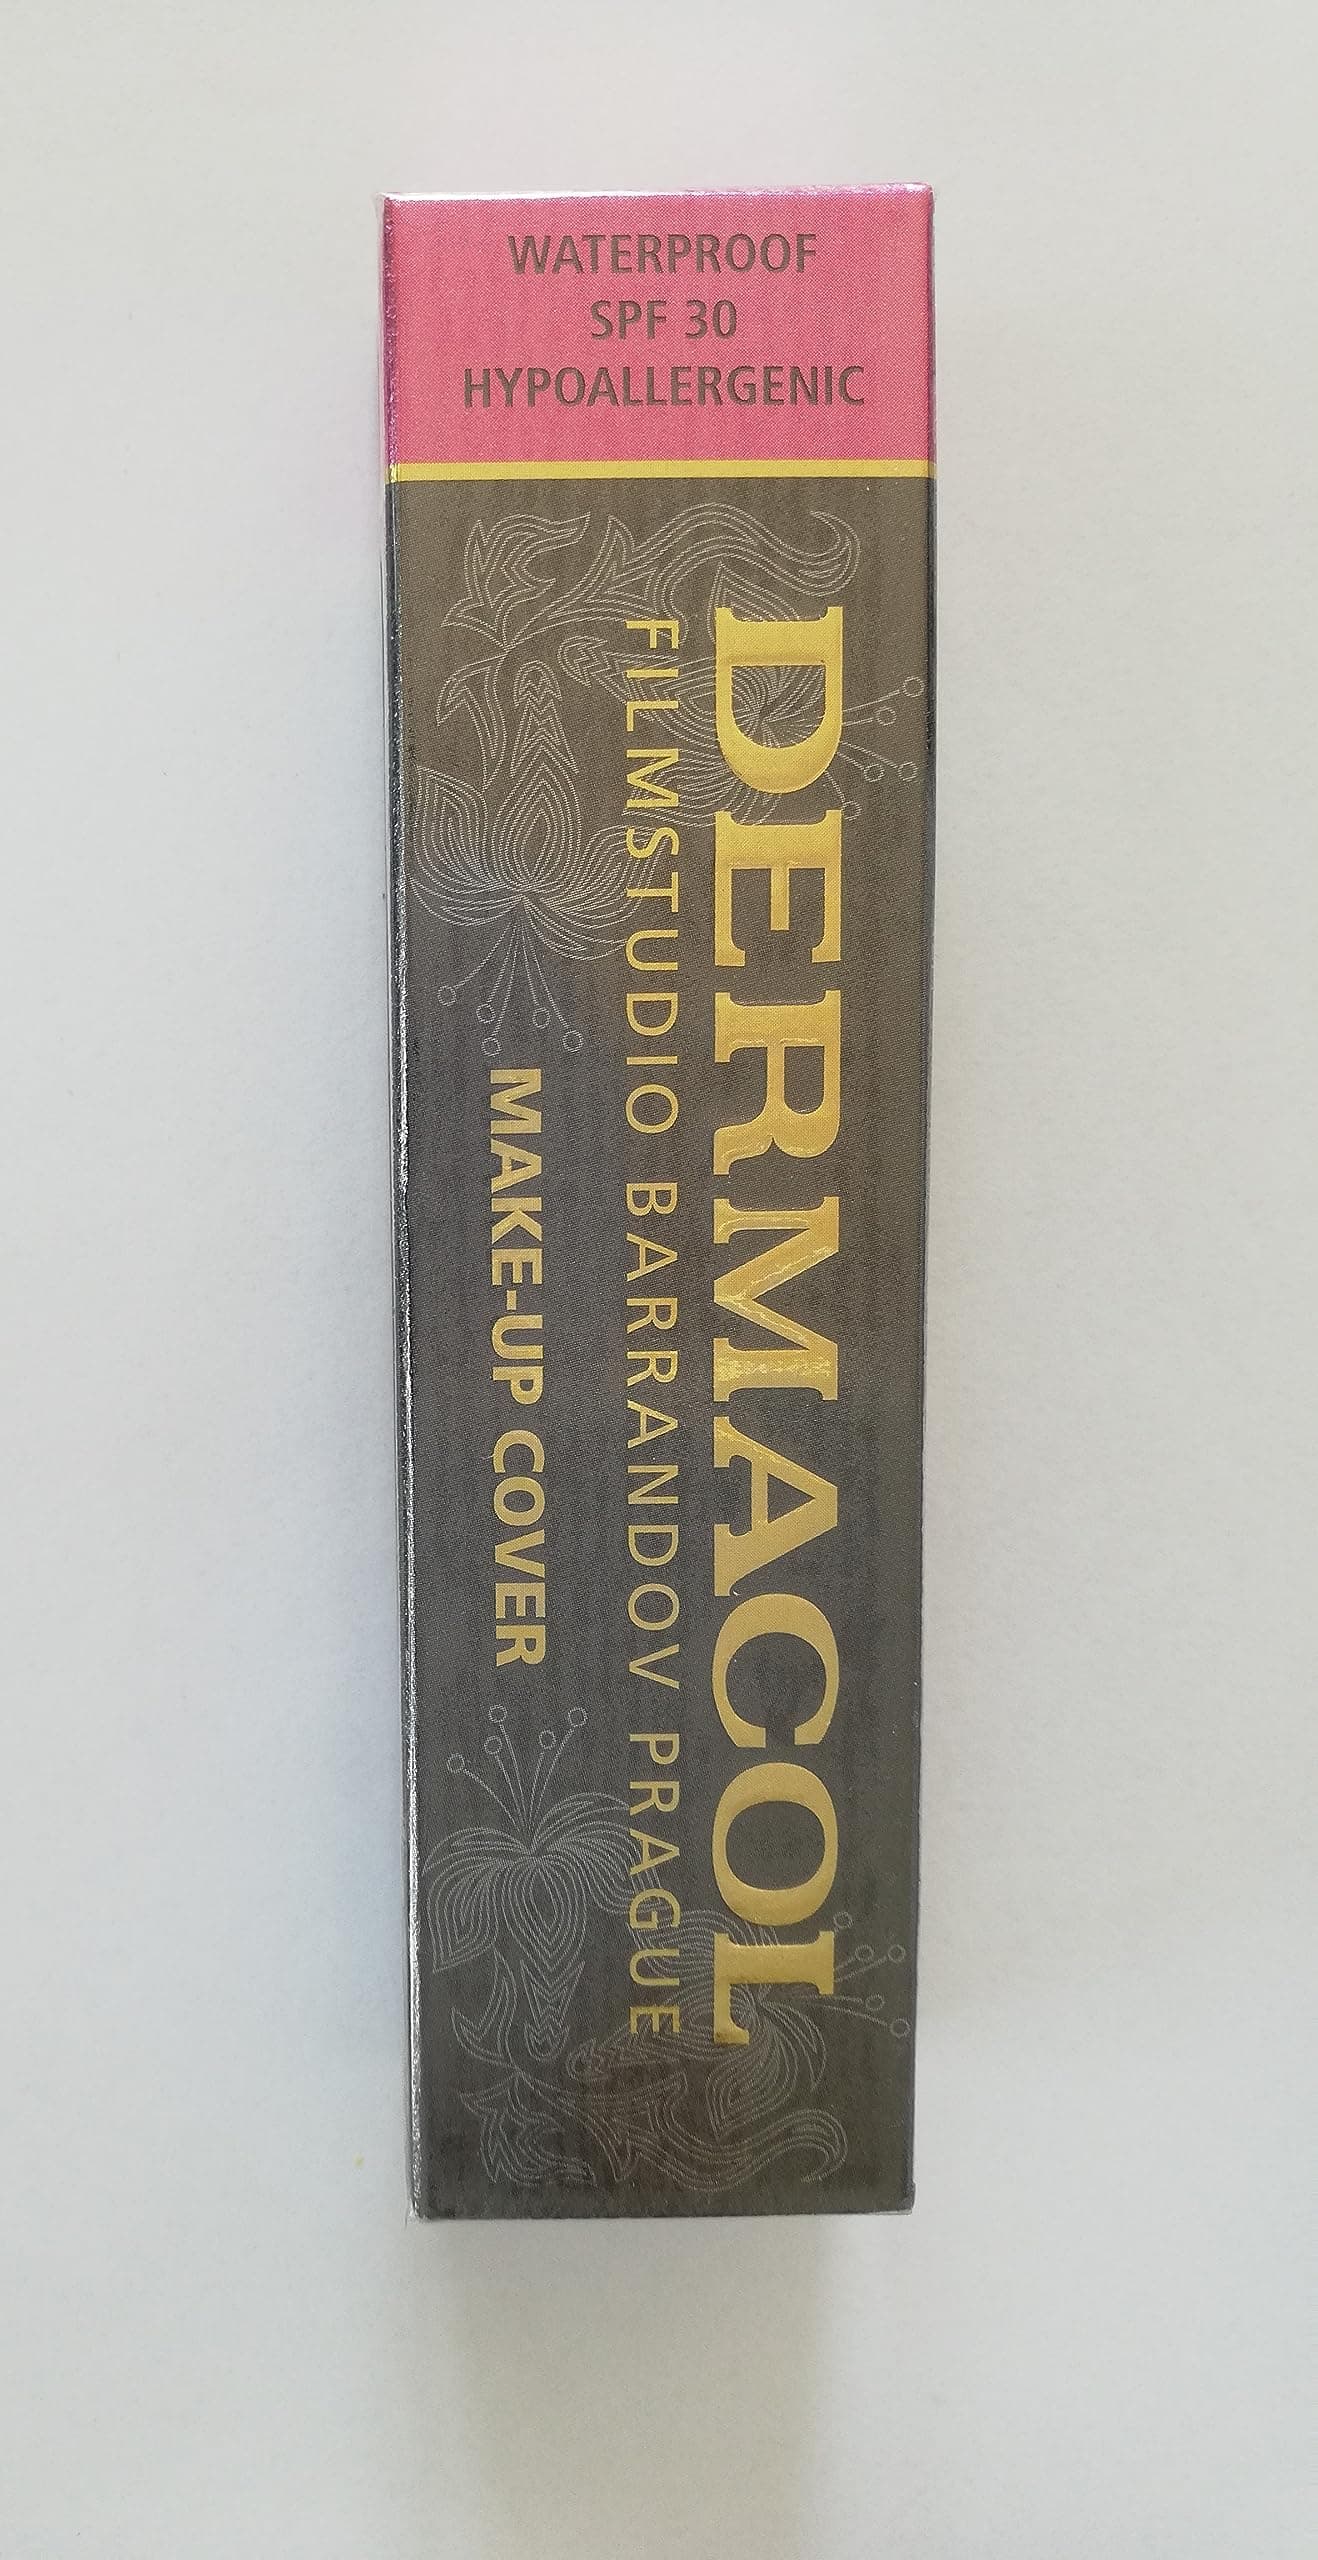 WATERPROOF
SPF 30
HYPOALLERGENIC
DERMACOL
FILMSTUDIO BARRANDOV PRAGUE
MAKE-UP COVER